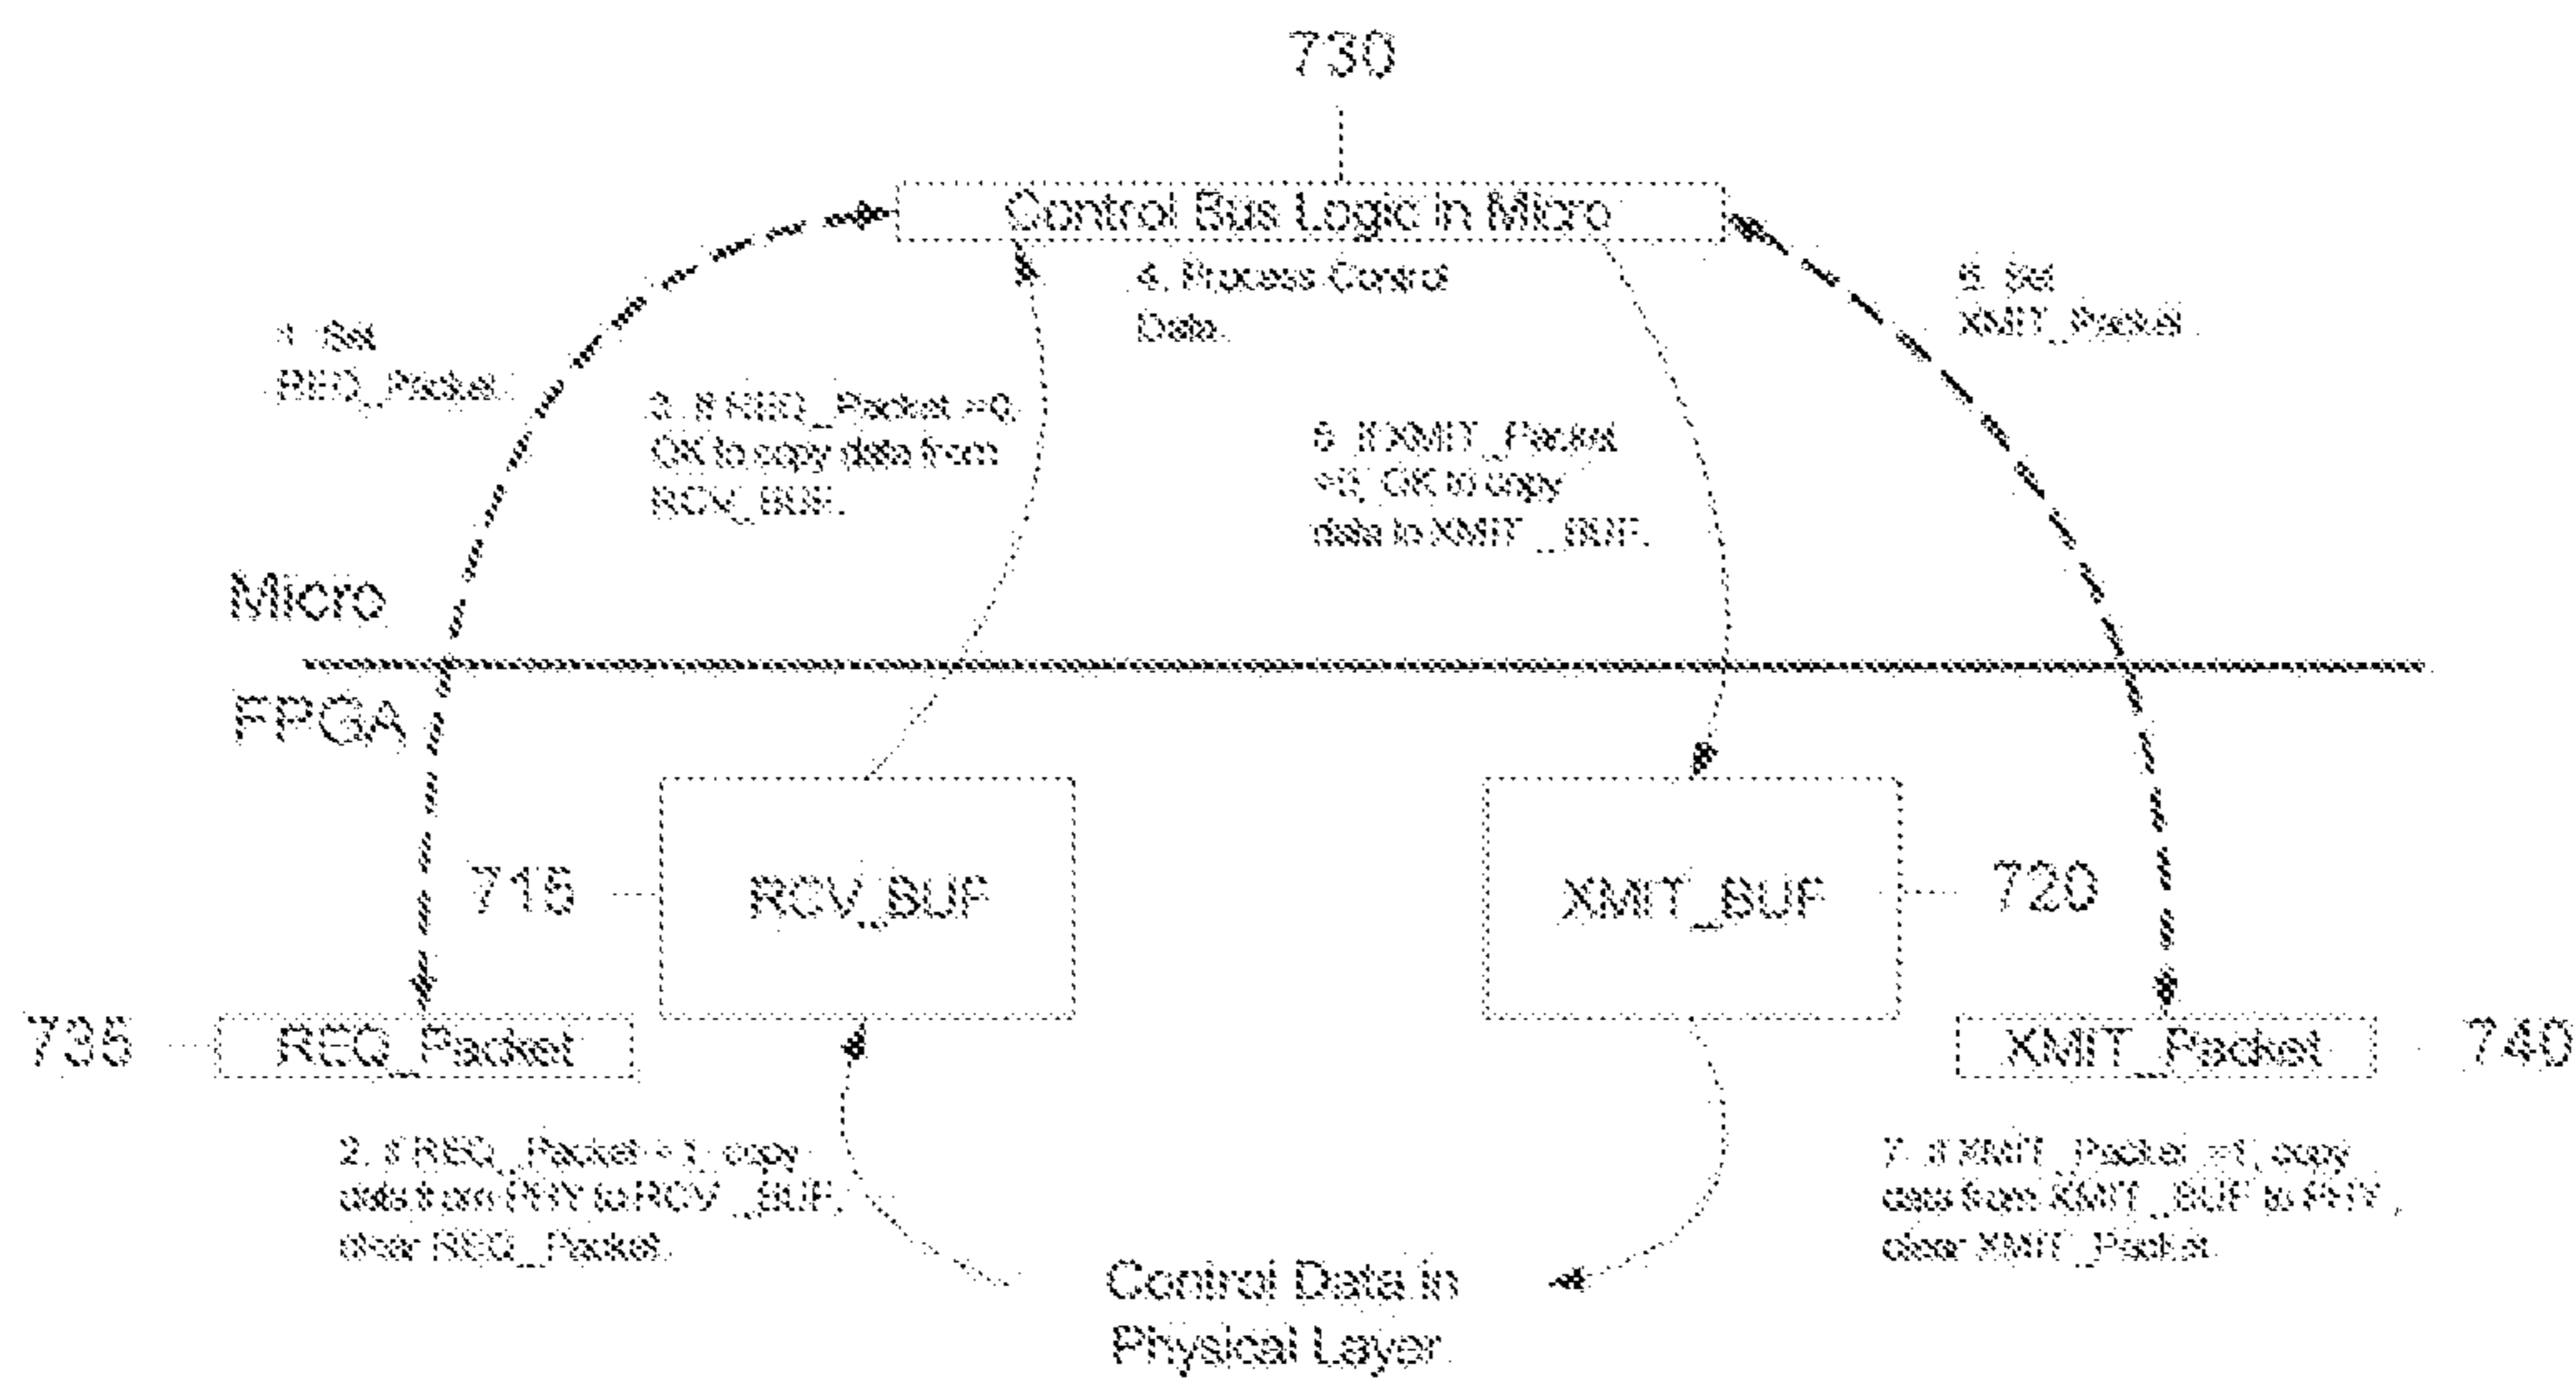 730
Control Bus Logic in Micro
4. Process Control
Data.
6. Set
XMIT_Packet
1. Set
REQ_Packet.
3. If REQ_Packet =0,
OK to copy data from
RCV_BUF.
5. If XMIT_Packet
=0, OK to copy
data to XMIT_BUF.
Micro
FPGA
715
RCV_BUF
XMIT_BUF
720
735
REQ_Packet
XMIT_Packet
740
2. If REQ_Packet =1, copy
data from PHY to RCV_BUF,
clear REQ_Packet.
7. If XMIT_Packet =1, copy
data from XMIT_BUF to PHY,
clear XMIT_Packet.
Control Data in
Physical Layer